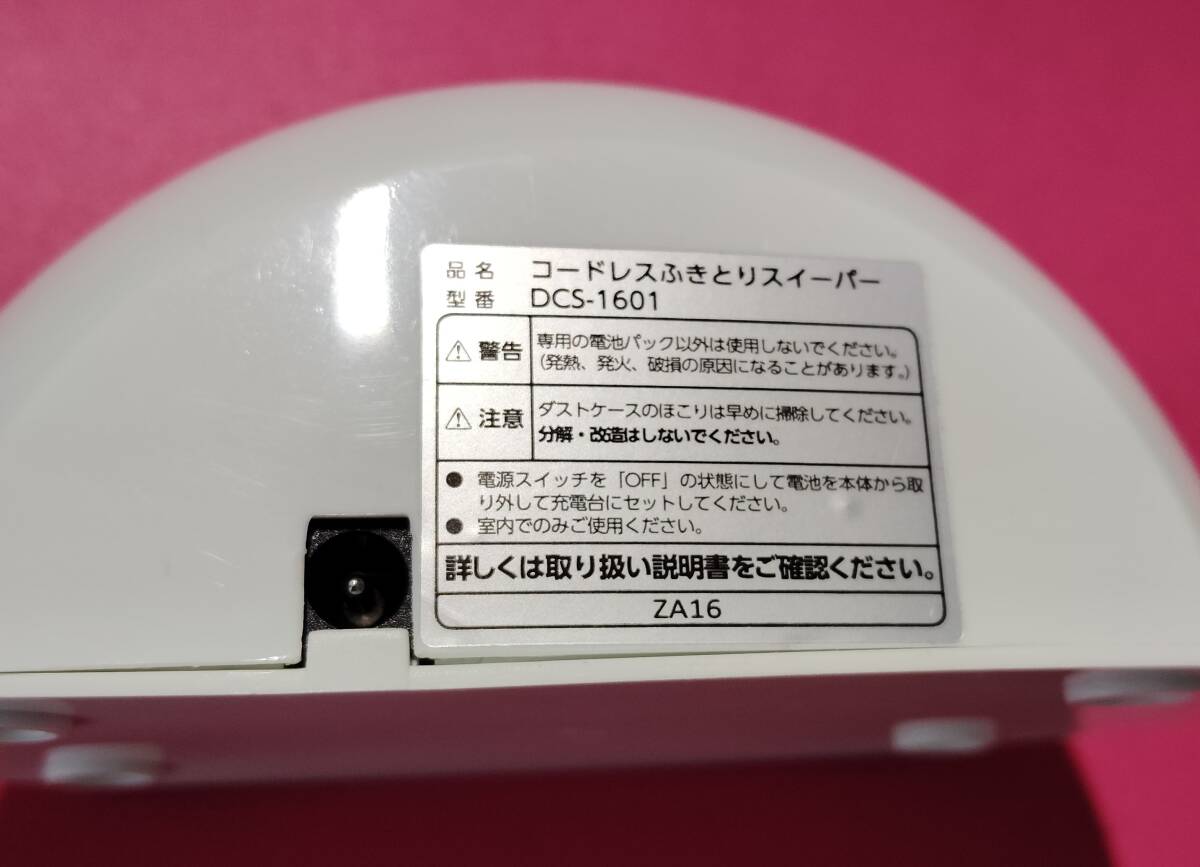 品名 コードレスふきとりスイーパー
型番 DCS-1601
⚠ 警告 専用の電池パック以外は使用しないでください。
(発熱、発火、破損の原因になることがあります。)
⚠ 注意 ダストケースのほこりは早めに掃除してください。
分解・改造はしないでください。
● 電源スイッチを「OFF」の状態にして電池を本体から取
り外して充電台にセットしてください。
● 室内でのみご使用ください。
詳しくは取り扱い説明書をご確認ください。
ZA16